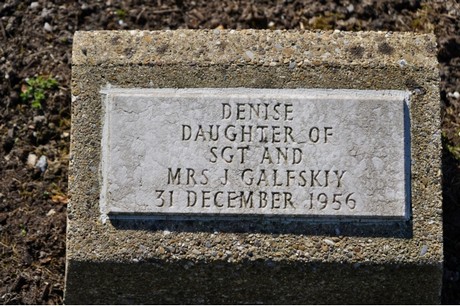 DENISE
DAUGHTER OF
SGT AND
MRS J GALFSKIY
31 DECEMBER 1956